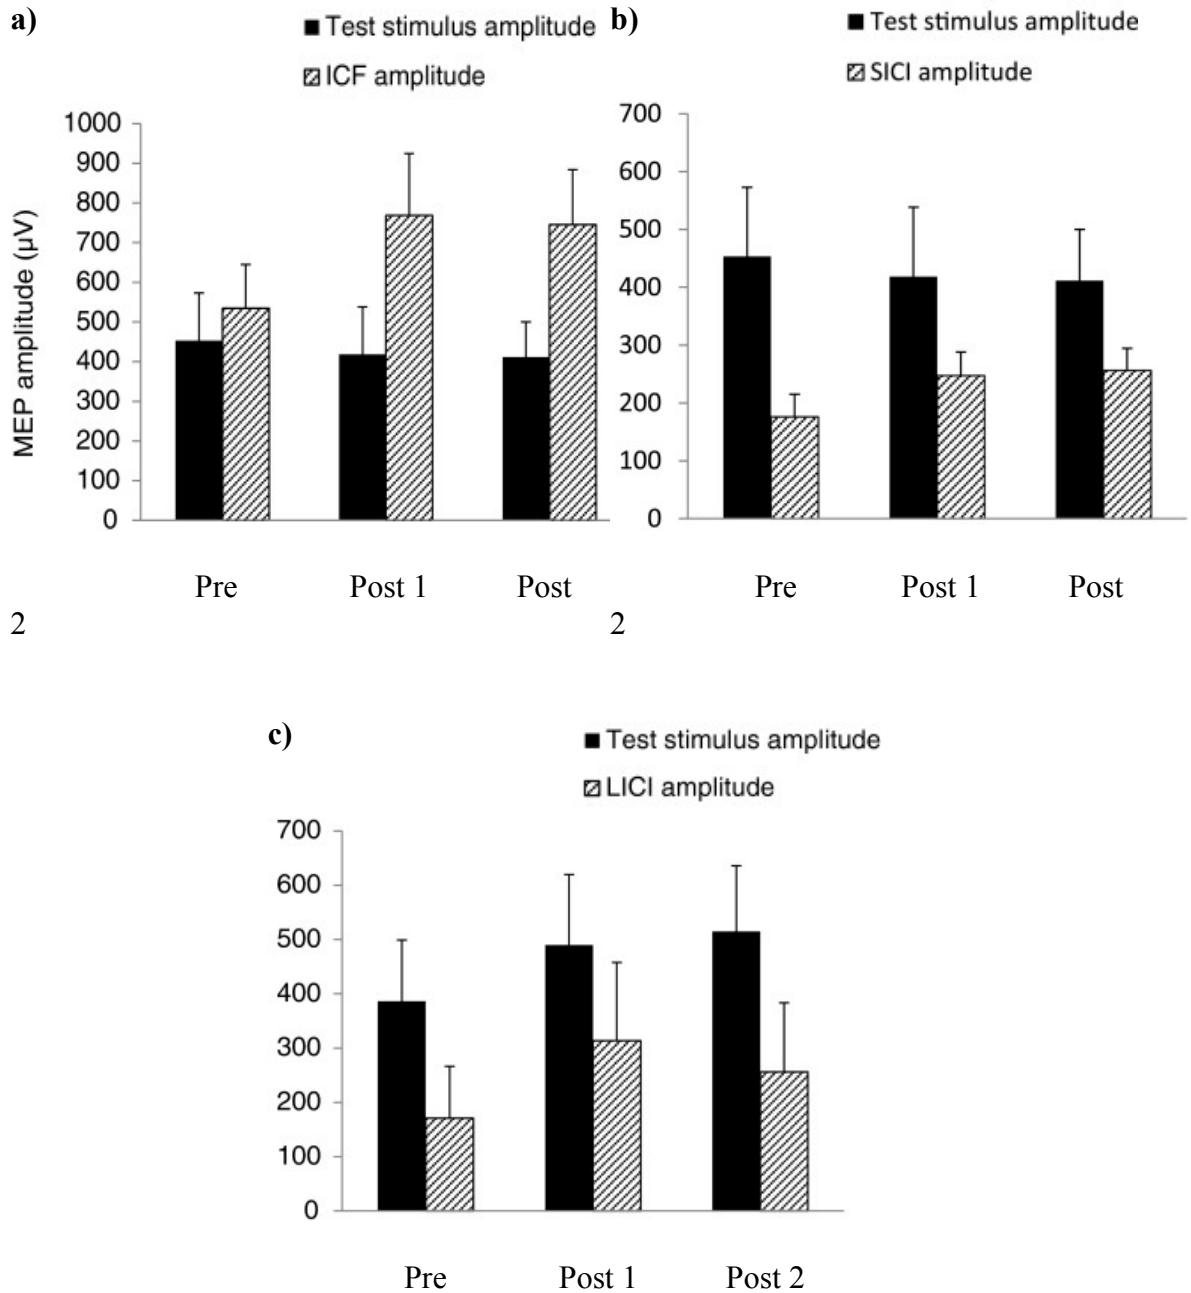 a)
Test stimulus amplitude
ICF amplitude
MEP amplitude (µV)
1000
900
800
700
600
500
400
300
200
100
0
Pre Post 1 Post
2
b)
Test stimulus amplitude
SICI amplitude
700
600
500
400
300
200
100
0
Pre Post 1 Post
2
c)
Test stimulus amplitude
LICI amplitude
700
600
500
400
300
200
100
0
Pre Post 1 Post 2